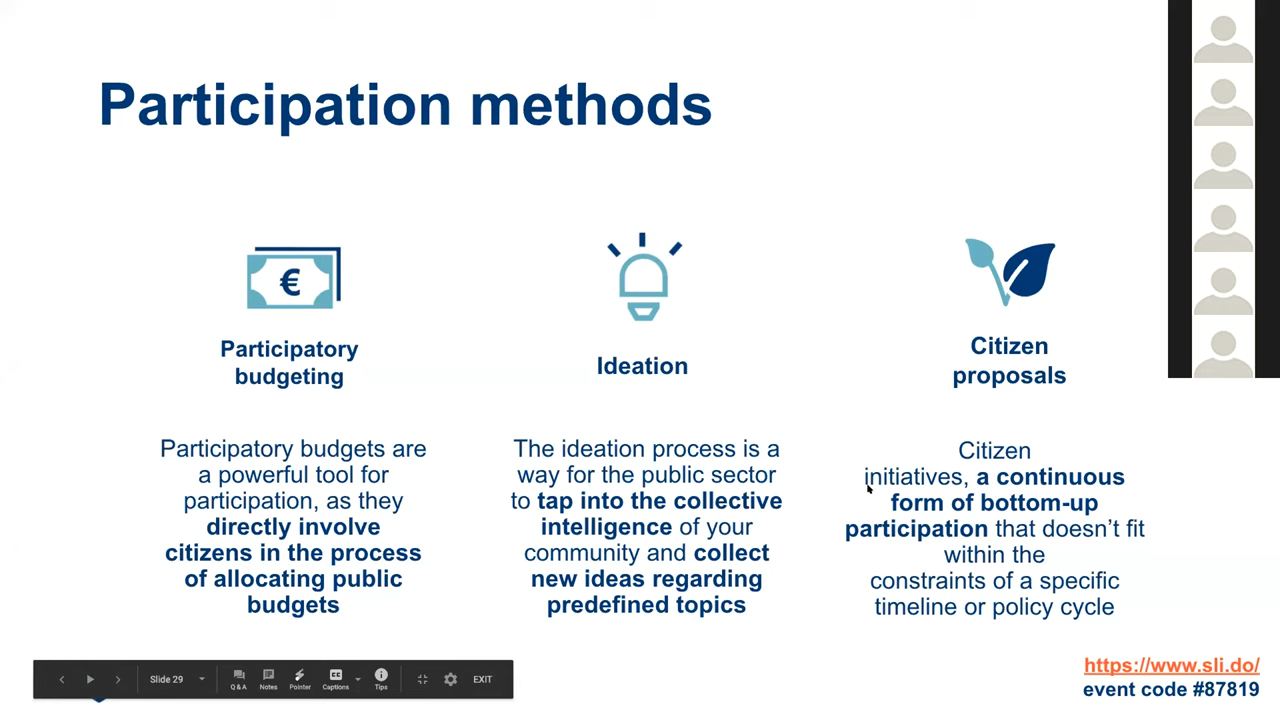 Participation methods
€
Participatory
budgeting
Participatory budgets are
a powerful tool for
participation, as they
directly involve
citizens in the process
of allocating public
budgets
Ideation
The ideation process is a
way for the public sector
to tap into the collective
intelligence of your
community and collect
new ideas regarding
predefined topics
Citizen
proposals
Citizen
initiatives, a continuous
form of bottom-up
participation that doesn't fit
within the
constraints of a specific
timeline or policy cycle
Slide 29
Q&A
Notes
Pointer
Captions
Tips
EXIT
https://www.sli.do/
event code #87819